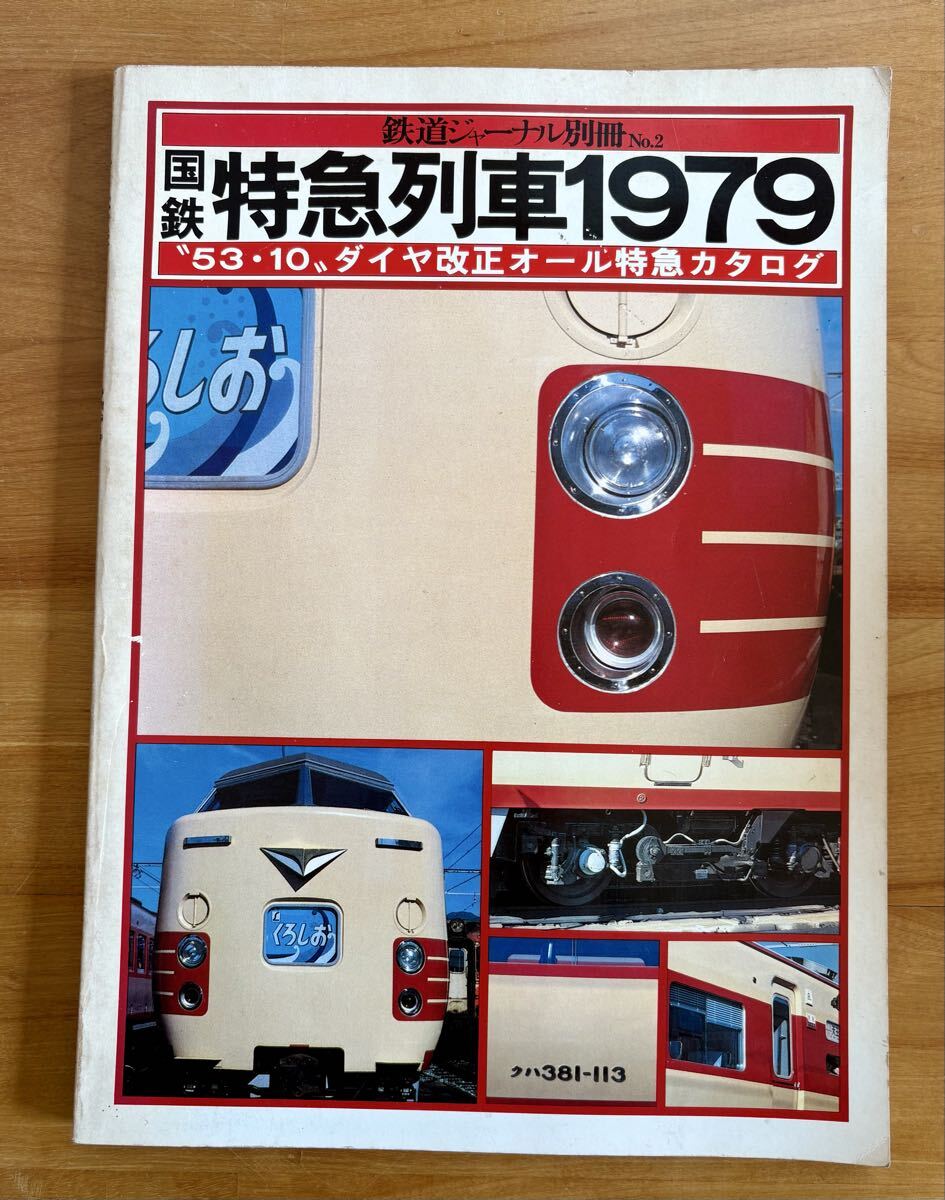 鉄道ジャーナル別冊No.2
国鉄
特急列車1979
〝53・10〟ダイヤ改正オール特急カタログ
ろしお
くろしお
クハ381-113